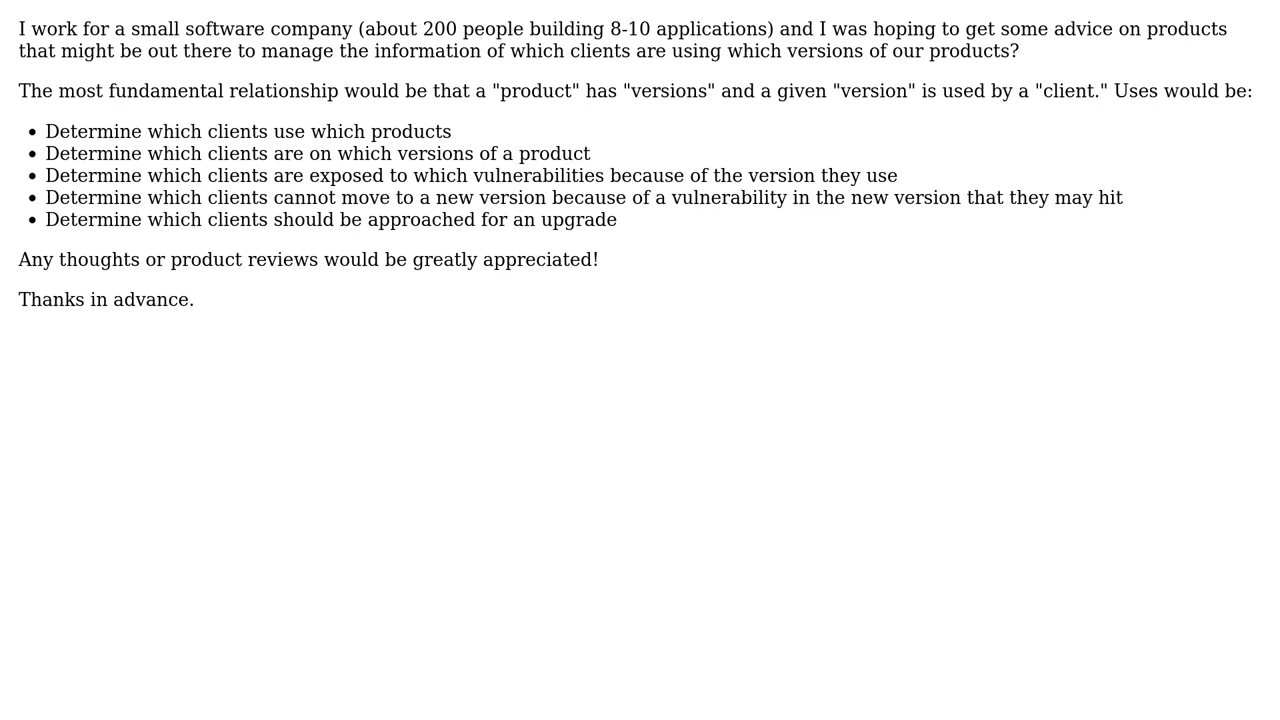 I work for a small software company (about 200 people building 8-10 applications) and I was hoping to get some advice on products
that might be out there to manage the information of which clients are using which versions of our products?
The most fundamental relationship would be that a "product" has "versions" and a given "version" is used by a "client." Uses would be:
• Determine which clients use which products
• Determine which clients are on which versions of a product
• Determine which clients are exposed to which vulnerabilities because of the version they use
• Determine which clients cannot move to a new version because of a vulnerability in the new version that they may hit
• Determine which clients should be approached for an upgrade
Any thoughts or product reviews would be greatly appreciated!
Thanks in advance.